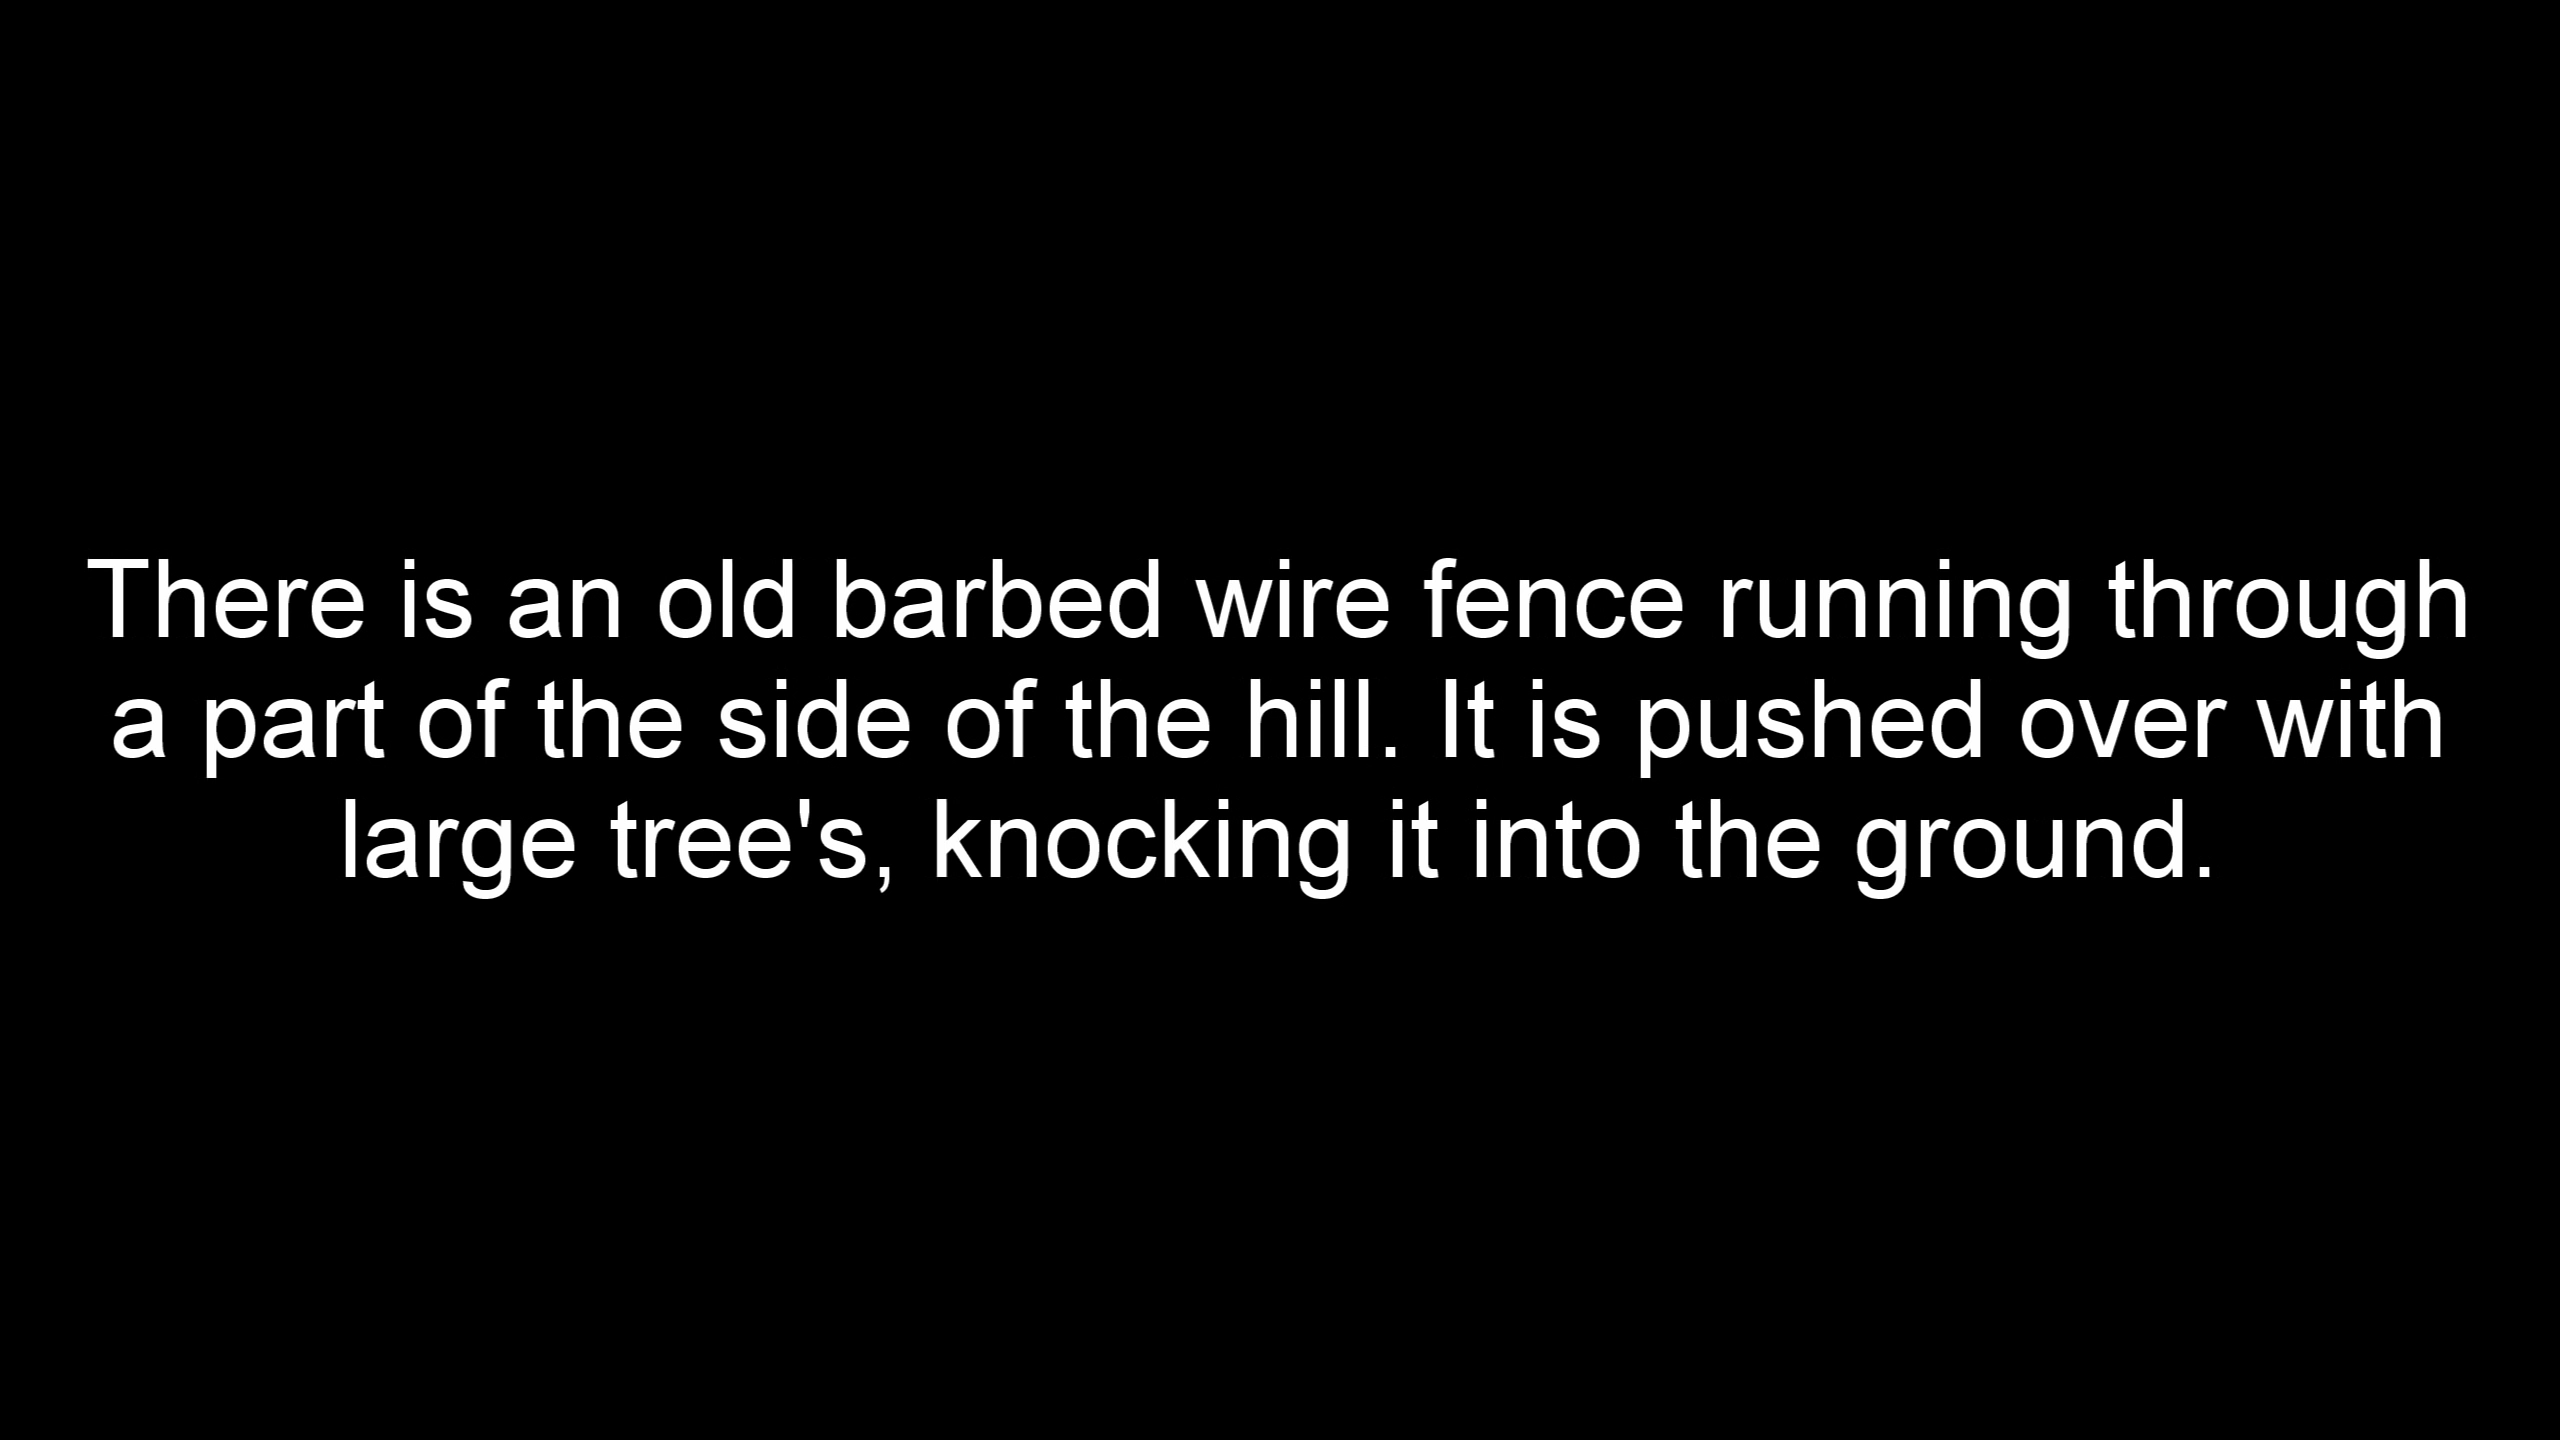 There is an old barbed wire fence running through
a part of the side of the hill. It is pushed over with
large tree's, knocking it into the ground.